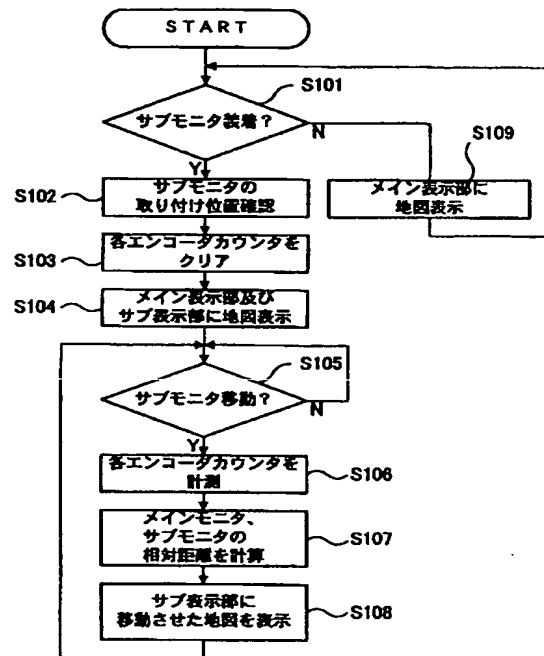 START
S101
サブモニタ装着？
N
S109
Y
メイン表示部に
地図表示
S102
サブモニタの
取り付け位置確認
S103
各エンコーダカウンタを
クリア
S104
メイン表示部及び
サブ表示部に地図表示
S105
サブモニタ移動？
N
Y
各エンコーダカウンタを
計測
S106
メインモニタ、
サブモニタの
相対距離を計算
S107
サブ表示部に
移動させた地図を表示
S108